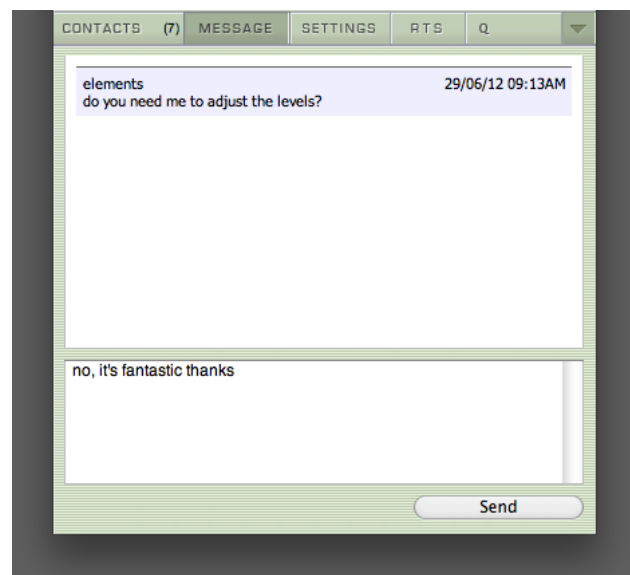 CONTACTS (7) MESSAGE SETTINGS RTS Q
elements 29/06/12 09:13AM
do you need me to adjust the levels?
no, it's fantastic thanks
Send